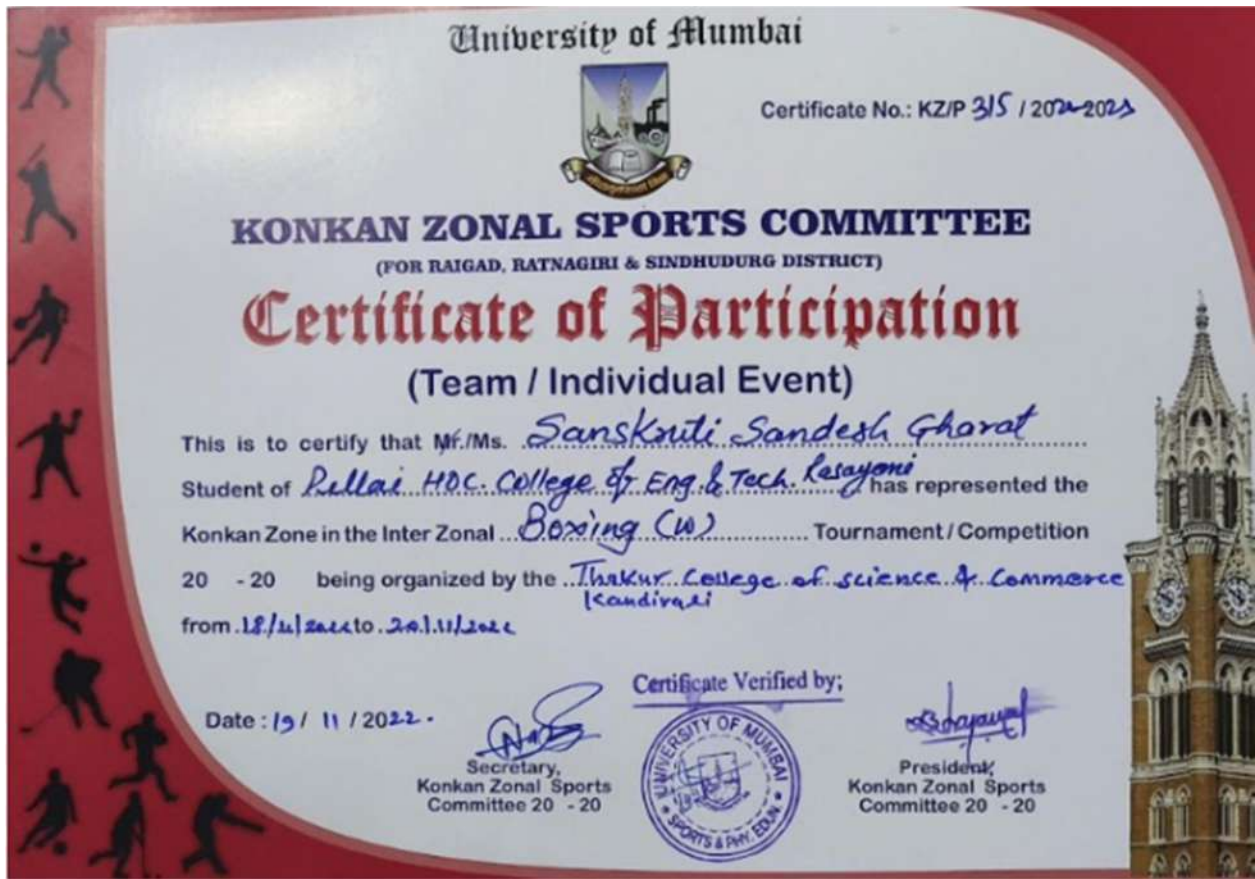 University of Mumbai
Certificate No.: KZ/P 315 / 2022-2023
KONKAN ZONAL SPORTS COMMITTEE
(FOR RAIGAD, RATNAGIRI & SINDHUDURG DISTRICT)
Certificate of Participation
(Team / Individual Event)
This is to certify that Mr./Ms. Sanskruti Sandesh Gharat
Student of Pillai HOC. College of Eng. & Tech. Rasayani has represented the
Konkan Zone in the Inter Zonal Boxing (W) Tournament / Competition
20 - 20 being organized by the Thakur College of science & Commerce
Kandivali
from 18/11/2022 to 20/11/2022
Certificate Verified by;
Date : 19 / 11 / 2022.
UNIVERSITY OF MUMBAI
SPORTS & PHY. EDUN.
Secretary,
Konkan Zonal Sports
Committee 20 - 20
President,
Konkan Zonal Sports
Committee 20 - 20